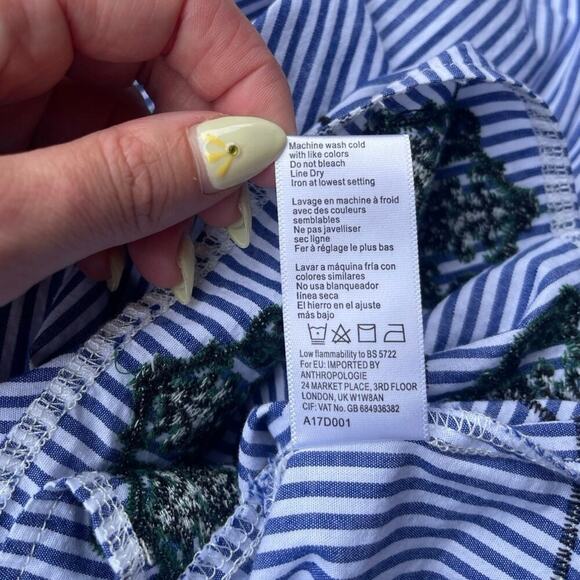 Machine wash cold
with like colors
Do not bleach
Line Dry
Iron at lowest setting
Lavage en machine à froid
avec des couleurs
semblables
Ne pas javelliser
sec ligne
Fer à réglage le plus bas
Lavar a máquina fría con
colores similares
No usa blanqueador
línea seca
El hierro en el ajuste
más bajo
Low flammability to BS 5722
For EU: IMPORTED BY
ANTHROPOLOGIE
24 MARKET PLACE, 3RD FLOOR
LONDON, UK W1W8AN
CIF: VAT No. GB 684936382
A17D001